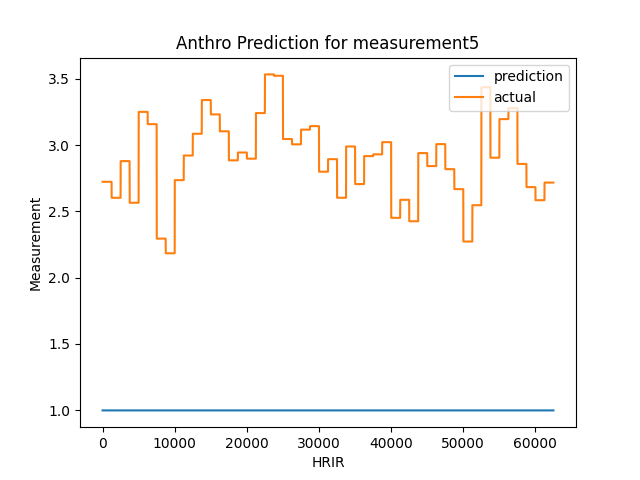 Anthro Prediction for measurement5
prediction
actual
3.5
3.0
2.5
2.0
1.5
1.0
Measurement
0 10000 20000 30000 40000 50000 60000
HRIR